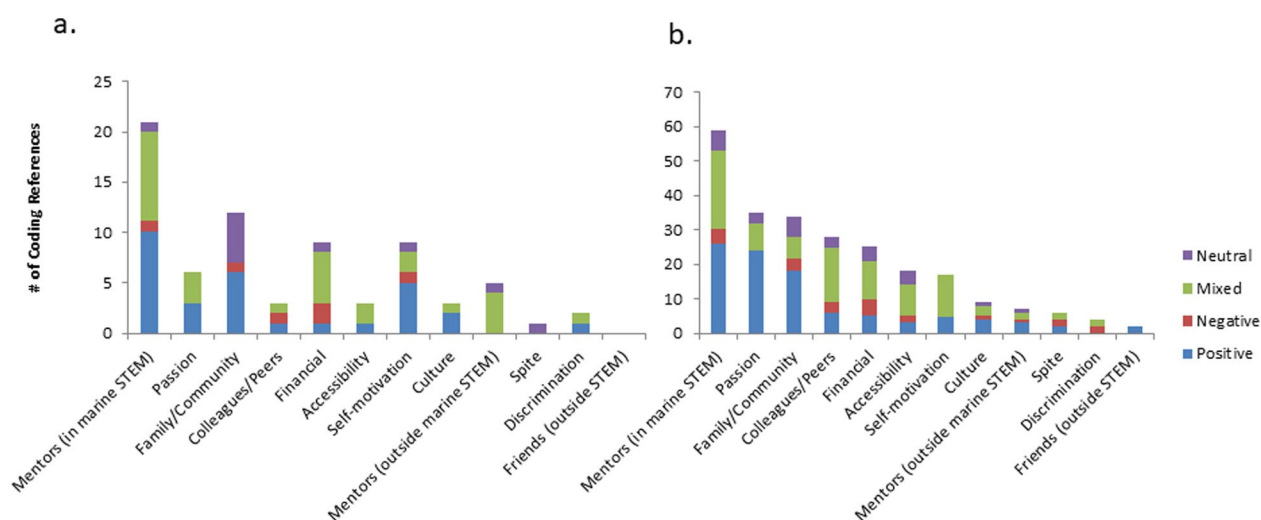 a.
# of Coding References
25
20
15
10
5
0
Mentors (in marine STEM)
Passion
Family/Community
Colleagues/Peers
Financial
Accessibility
Self-motivation
Culture
Mentors (outside marine STEM)
Spite
Discrimination
Friends (outside STEM)
b.
70
60
50
40
30
20
10
0
Mentors (in marine STEM)
Passion
Family/Community
Colleagues/Peers
Financial
Accessibility
Self-motivation
Culture
Mentors (outside marine STEM)
Spite
Discrimination
Friends (outside STEM)
Neutral
Mixed
Negative
Positive